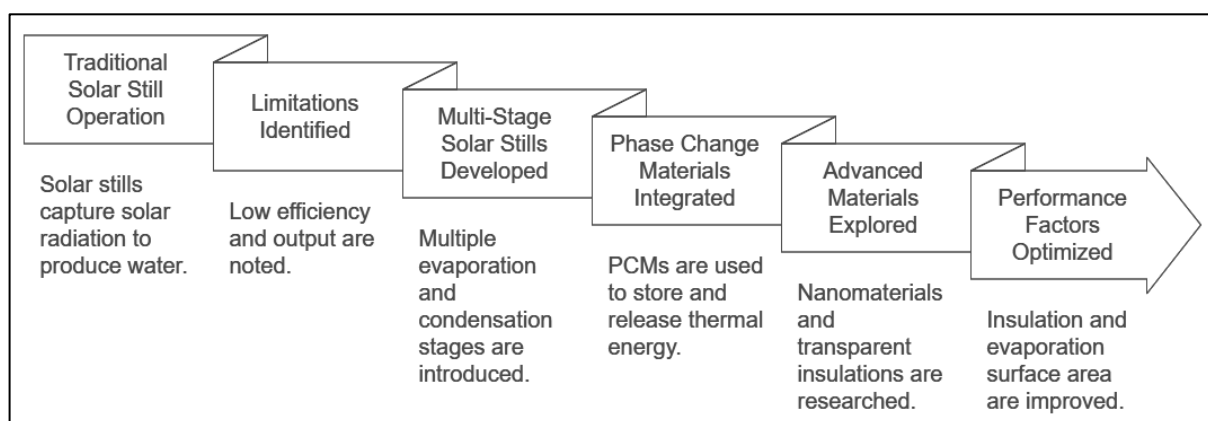 Traditional
Solar Still
Operation
Solar stills
capture solar
radiation to
produce water.
Limitations
Identified
Low efficiency
and output are
noted.
Multi-Stage
Solar Stills
Developed
Multiple
evaporation
and
condensation
stages are
introduced.
Phase Change
Materials
Integrated
PCMs are used
to store and
release thermal
energy.
Advanced
Materials
Explored
Nanomaterials
and
transparent
insulations are
researched.
Performance
Factors
Optimized
Insulation and
evaporation
surface area
are improved.